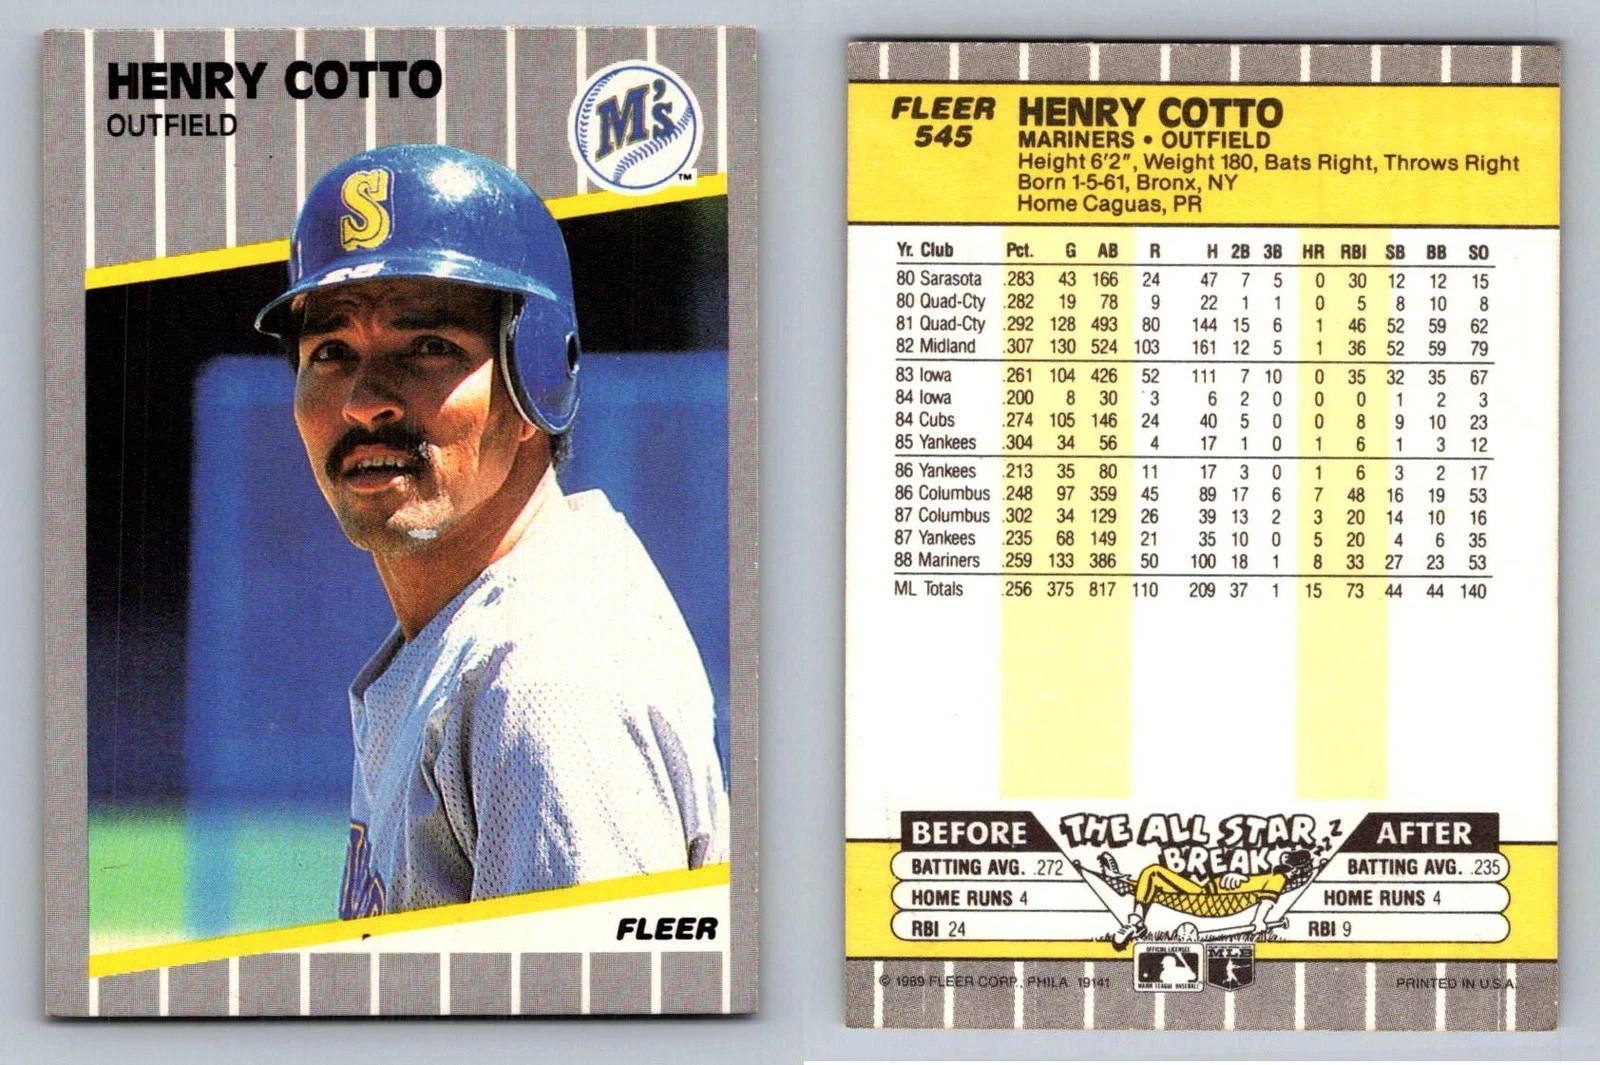 HENRY COTTO
OUTFIELD
M's
TM
S
FLEER
FLEER
545
HENRY COTTO
MARINERS • OUTFIELD
Height 6'2", Weight 180, Bats Right, Throws Right
Born 1-5-61, Bronx, NY
Home Caguas, PR
Yr. Club Pct. G AB R H 2B 3B HR RBI SB BB SO
80 Sarasota .283 43 166 24 47 7 5 0 30 12 12 15
80 Quad-Cty .282 19 78 9 22 1 1 0 5 8 10 8
81 Quad-Cty .292 128 493 80 144 15 6 1 46 52 59 62
82 Midland .307 130 524 103 161 12 5 1 36 52 59 79
83 Iowa .261 104 426 52 111 7 10 0 35 32 35 67
84 Iowa .200 8 30 3 6 2 0 0 0 1 2 3
84 Cubs .274 105 146 24 40 5 0 0 8 9 10 23
85 Yankees .304 34 56 4 17 1 0 1 6 1 3 12
86 Yankees .213 35 80 11 17 3 0 1 6 3 2 17
86 Columbus .248 97 359 45 89 17 6 7 48 16 19 53
87 Columbus .302 34 129 26 39 13 2 3 20 14 10 16
87 Yankees .235 68 149 21 35 10 0 5 20 4 6 35
88 Mariners .259 133 386 50 100 18 1 8 33 27 23 53
ML Totals .256 375 817 110 209 37 1 15 73 44 44 140
BEFORE THE ALL STAR BREAK AFTER
BATTING AVG. .272 BATTING AVG. .235
HOME RUNS 4 HOME RUNS 4
RBI 24 RBI 9
OFFICIAL LICENSEE
MAJOR LEAGUE BASEBALL
MLB
© 1989 FLEER CORP., PHILA. 19141 PRINTED IN U.S.A.